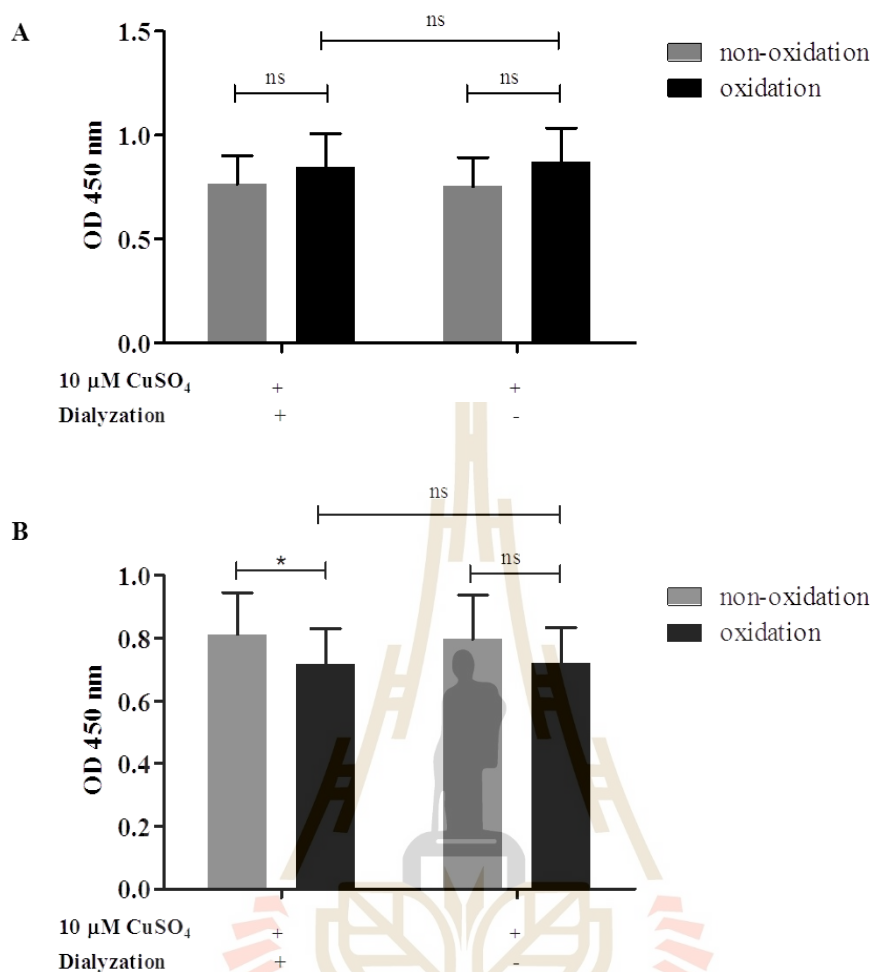 A
1.5
1.0
0.5
0.0
OD 450 nm
ns
ns
ns
non-oxidation
oxidation
10 µM CuSO₄ + +
Dialyzation + -
B
1.0
0.8
0.6
0.4
0.2
0.0
OD 450 nm
ns
*
ns
non-oxidation
oxidation
10 µM CuSO₄ + +
Dialyzation + -